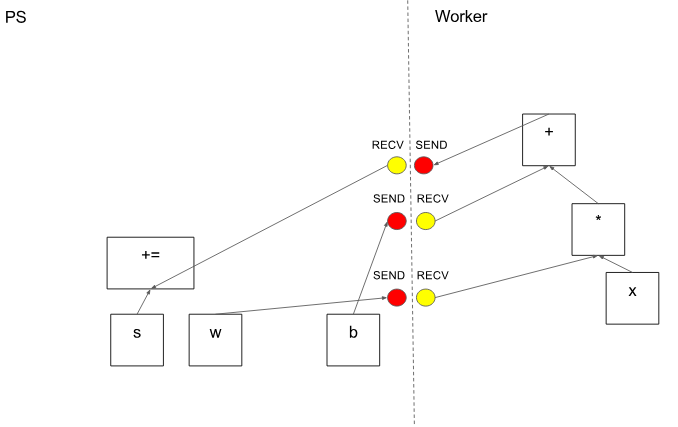 PS
Worker
+
RECV SEND
SEND RECV
*
+=
SEND RECV
x
s
w
b